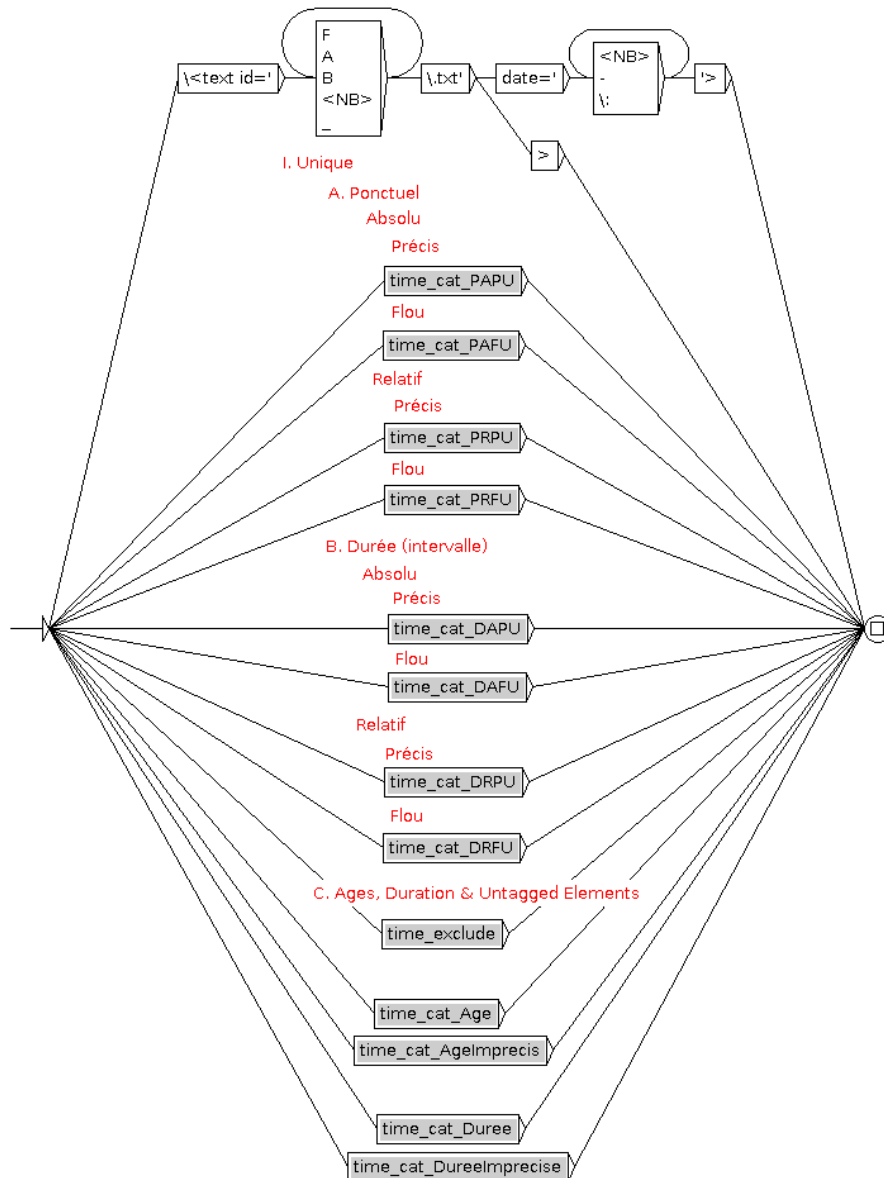 F
A
B
<NB>
_
<NB>
-
\:
\<text id='
\.txt'
date='
'>
>
I. Unique
A. Ponctuel
Absolu
Précis
time_cat_PAPU
Flou
time_cat_PAFU
Relatif
Précis
time_cat_PRPU
Flou
time_cat_PRFU
B. Durée (intervalle)
Absolu
Précis
time_cat_DAPU
Flou
time_cat_DAFU
Relatif
Précis
time_cat_DRPU
Flou
time_cat_DRFU
C. Ages, Duration & Untagged Elements
time_exclude
time_cat_Age
time_cat_AgeImprecis
time_cat_Duree
time_cat_DureeImprecise